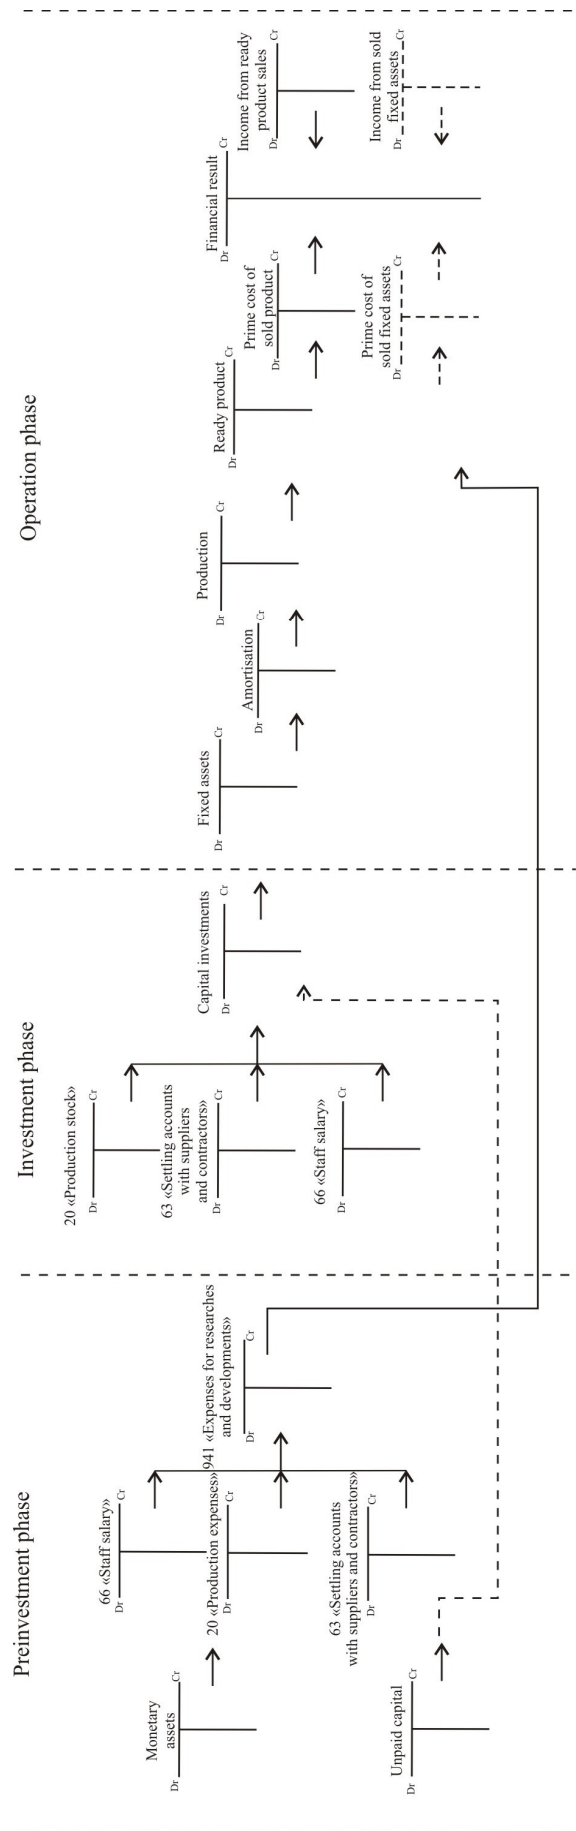 Preinvestment phase
Monetary
assets
Dr
Cr
Unpaid capital
Dr
Cr
66 «Staff salary»
Dr
Cr
20 «Production expenses»
Dr
Cr
63 «Settling accounts
with suppliers and contractors»
Dr
Cr
941 «Expenses for researches
and developments»
Dr
Cr
Investment phase
20 «Production stock»
Dr
Cr
63 «Settling accounts
with suppliers
and contractors»
Dr
Cr
66 «Staff salary»
Dr
Cr
Capital investments
Dr
Cr
Operation phase
Fixed assets
Dr
Cr
Amortisation
Dr
Cr
Production
Dr
Cr
Ready product
Dr
Cr
Prime cost of
sold product
Dr
Cr
Prime cost of
sold fixed assets
Dr
Cr
Financial result
Dr
Cr
Income from ready
product sales
Dr
Cr
Income from sold
fixed assets
Dr
Cr